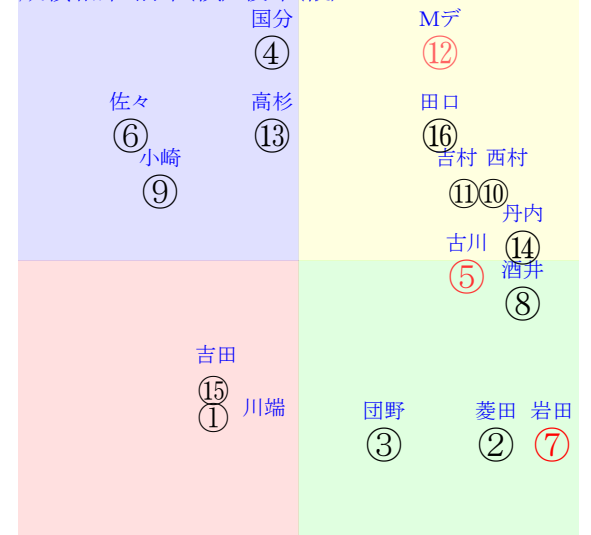 国分 Mデ
④ ⑫
佐々 高杉 田口
⑥ ⑬ ⑯
小崎 吉村 西村
⑨ ⑪ ⑩
丹内
古川 ⑭
⑤ 酒井
⑧
吉田
⑮
① 川端 団野 菱田 岩田
③ ② ⑦